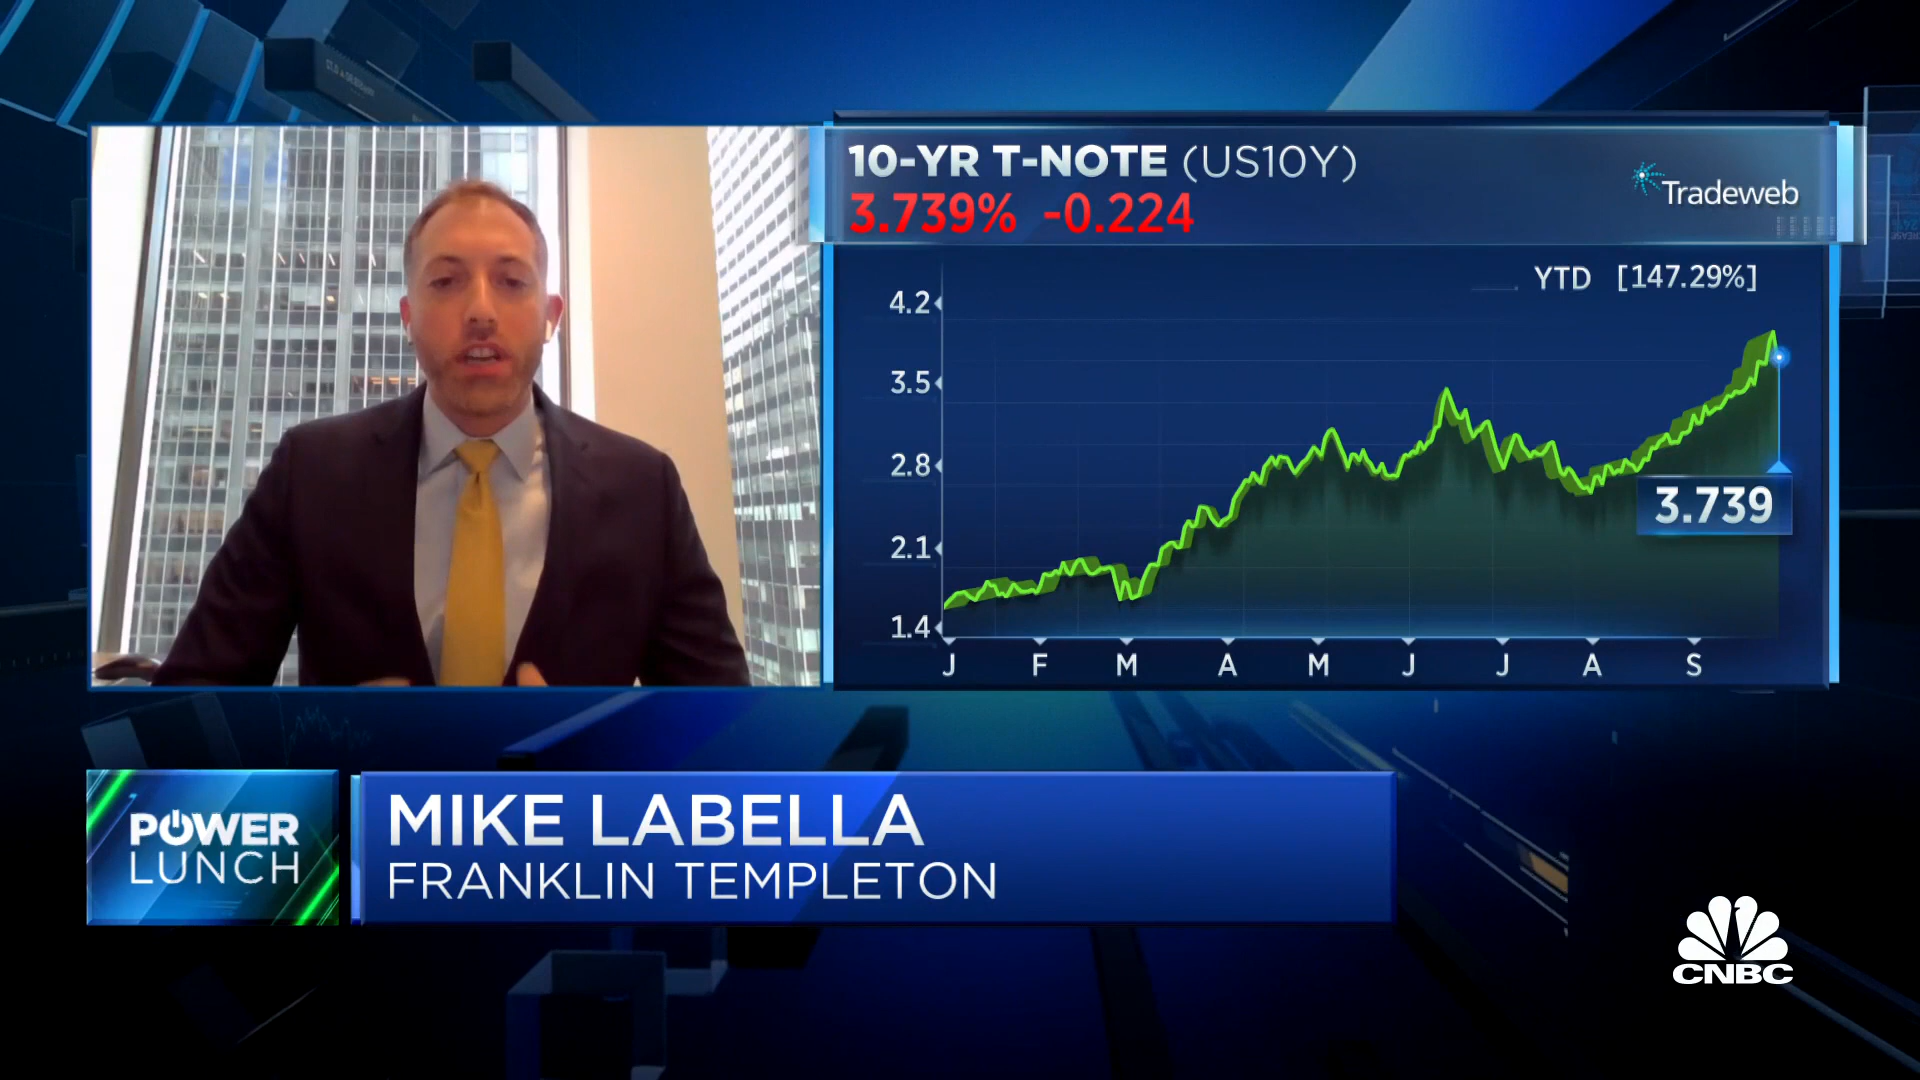 10-YR T-NOTE (US10Y)
3.739% -0.224
Tradeweb
YTD [147.29%]
4.2
3.5
2.8
2.1
1.4
3.739
J F M A M J J A S
POWER
LUNCH
MIKE LABELLA
FRANKLIN TEMPLETON
CNBC